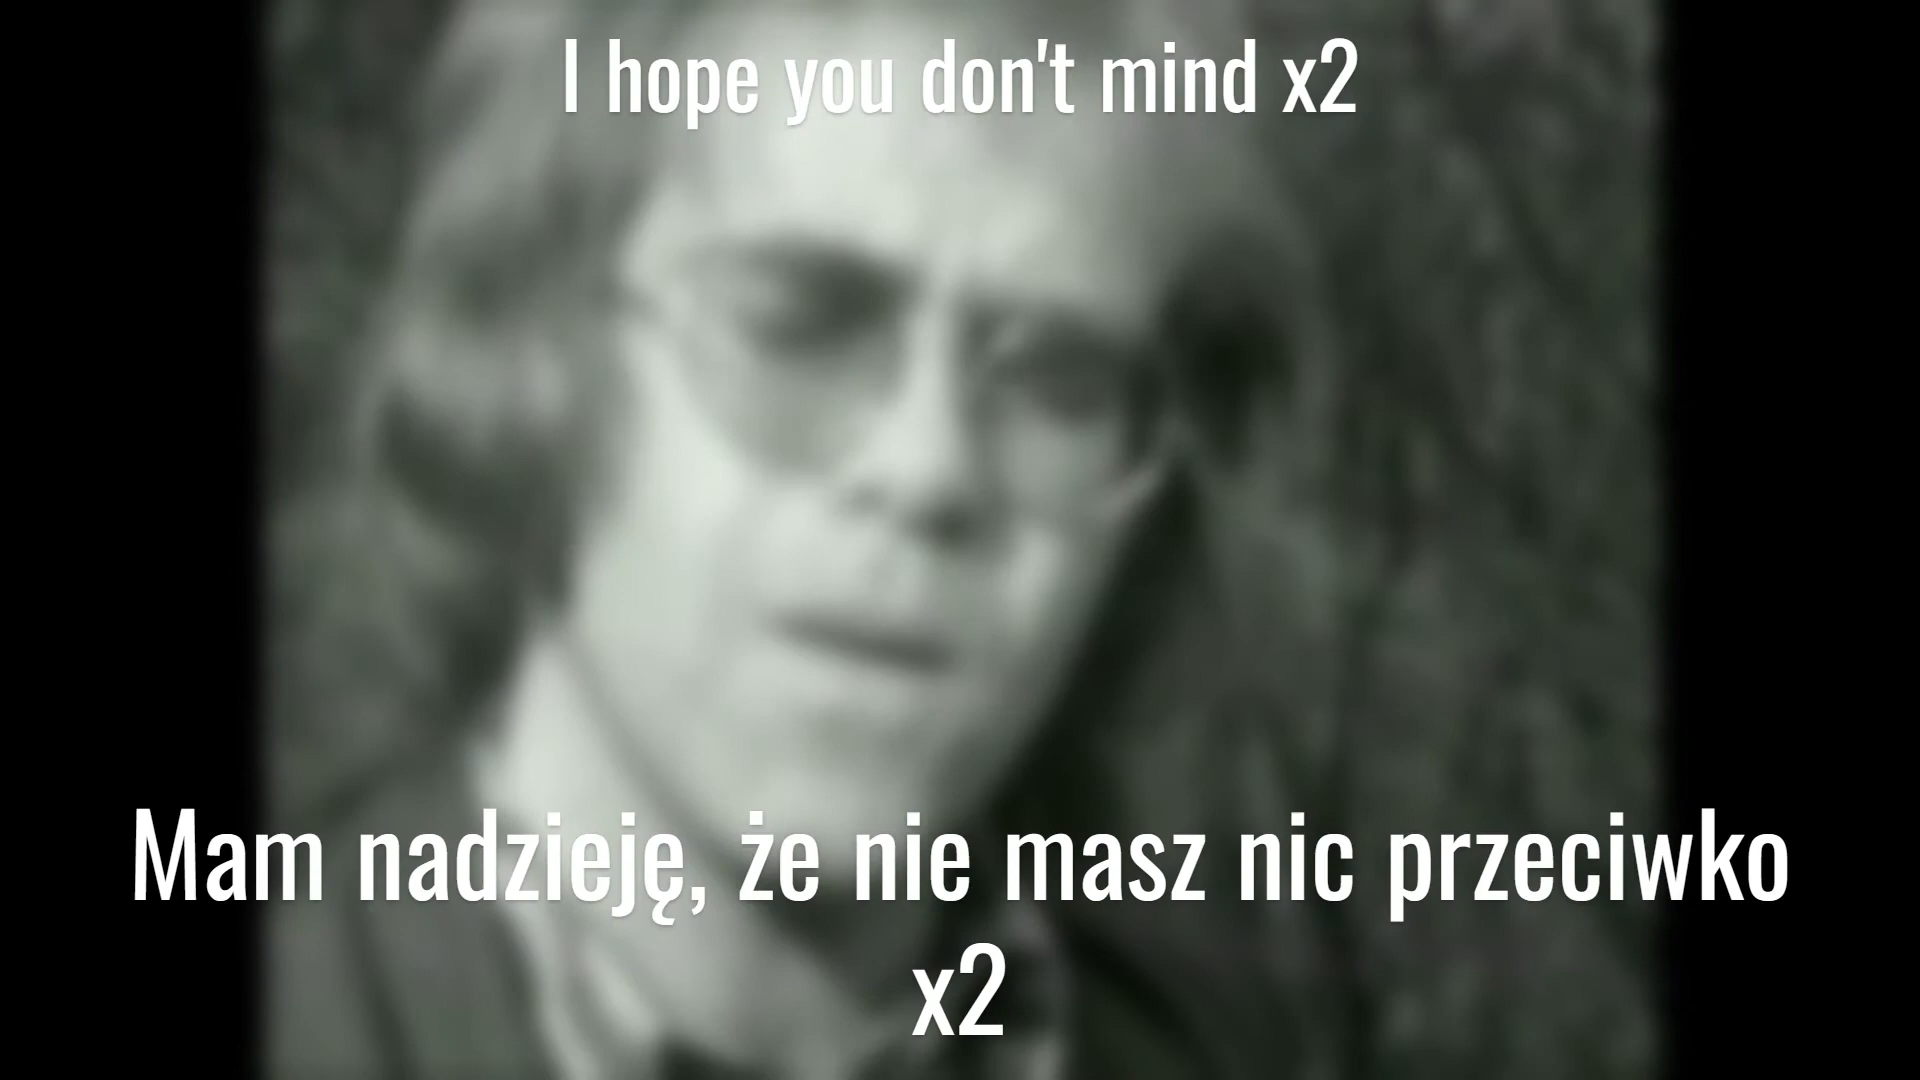 I hope you don't mind x2
Mam nadzieję, że nie masz nic przeciwko
x2